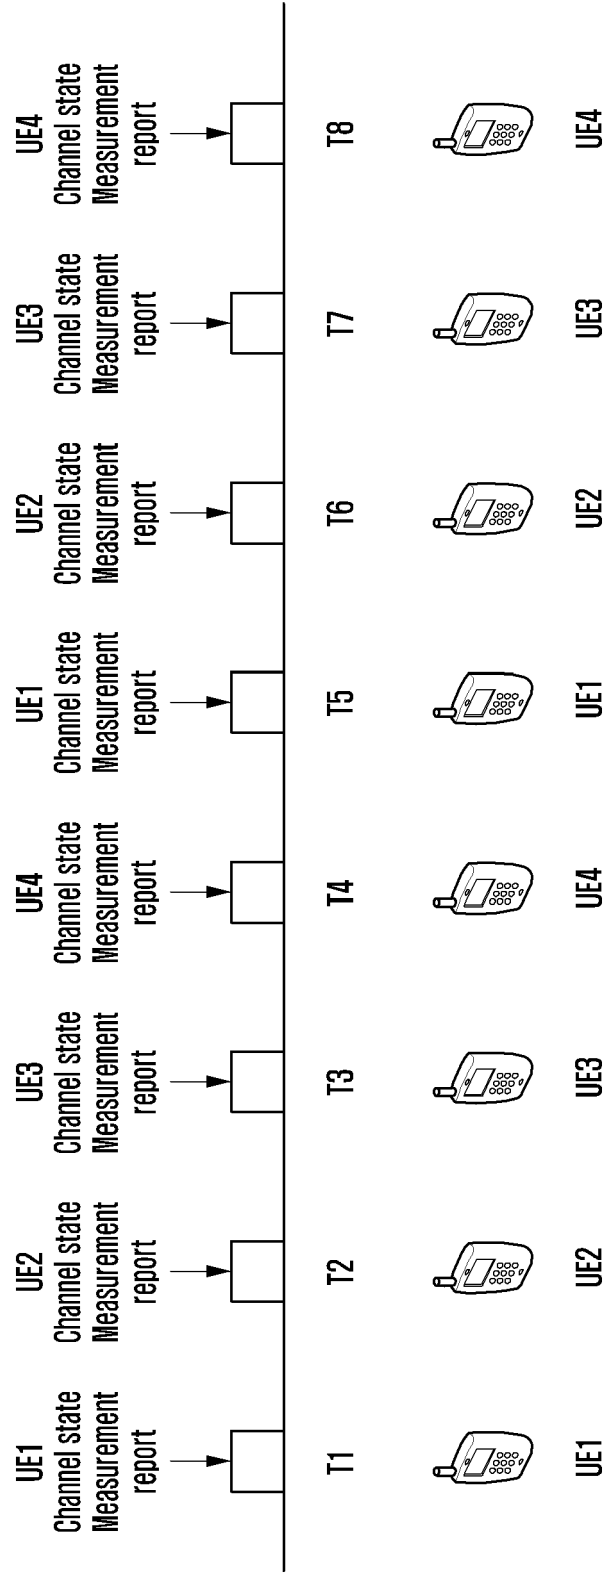 UE1
Channel state
Measurement
report
UE2
Channel state
Measurement
report
UE3
Channel state
Measurement
report
UE4
Channel state
Measurement
report
UE1
Channel state
Measurement
report
UE2
Channel state
Measurement
report
UE3
Channel state
Measurement
report
UE4
Channel state
Measurement
report
T1 T2 T3 T4 T5 T6 T7 T8
UE1 UE2 UE3 UE4 UE1 UE2 UE3 UE4